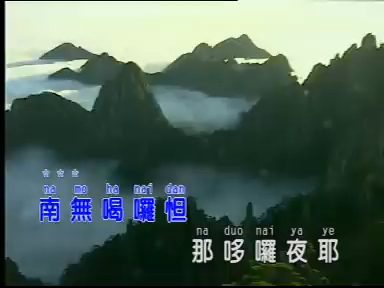 ☆☆☆
na mo ha nai dan
南無喝囉怛
na duo nai ya ye
那哆囉夜耶